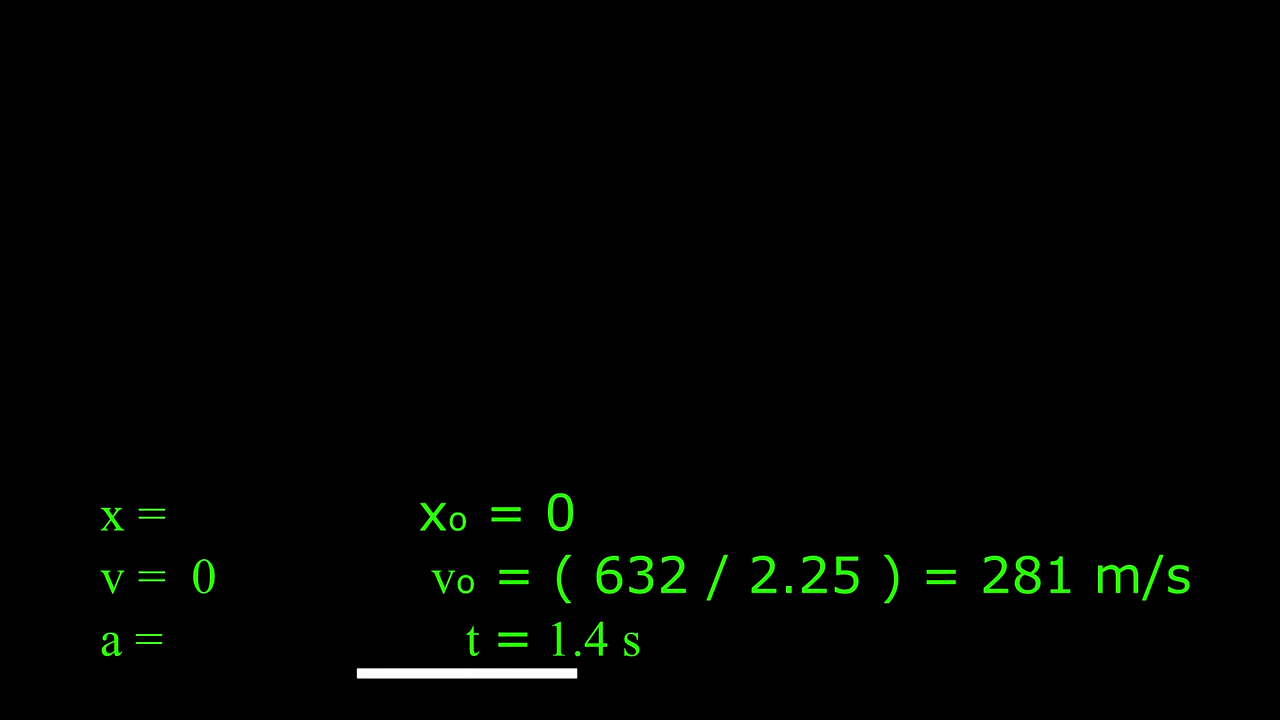 x = xₒ = 0
v = 0 vₒ = ( 632 / 2.25 ) = 281 m/s
a = t = 1.4 s